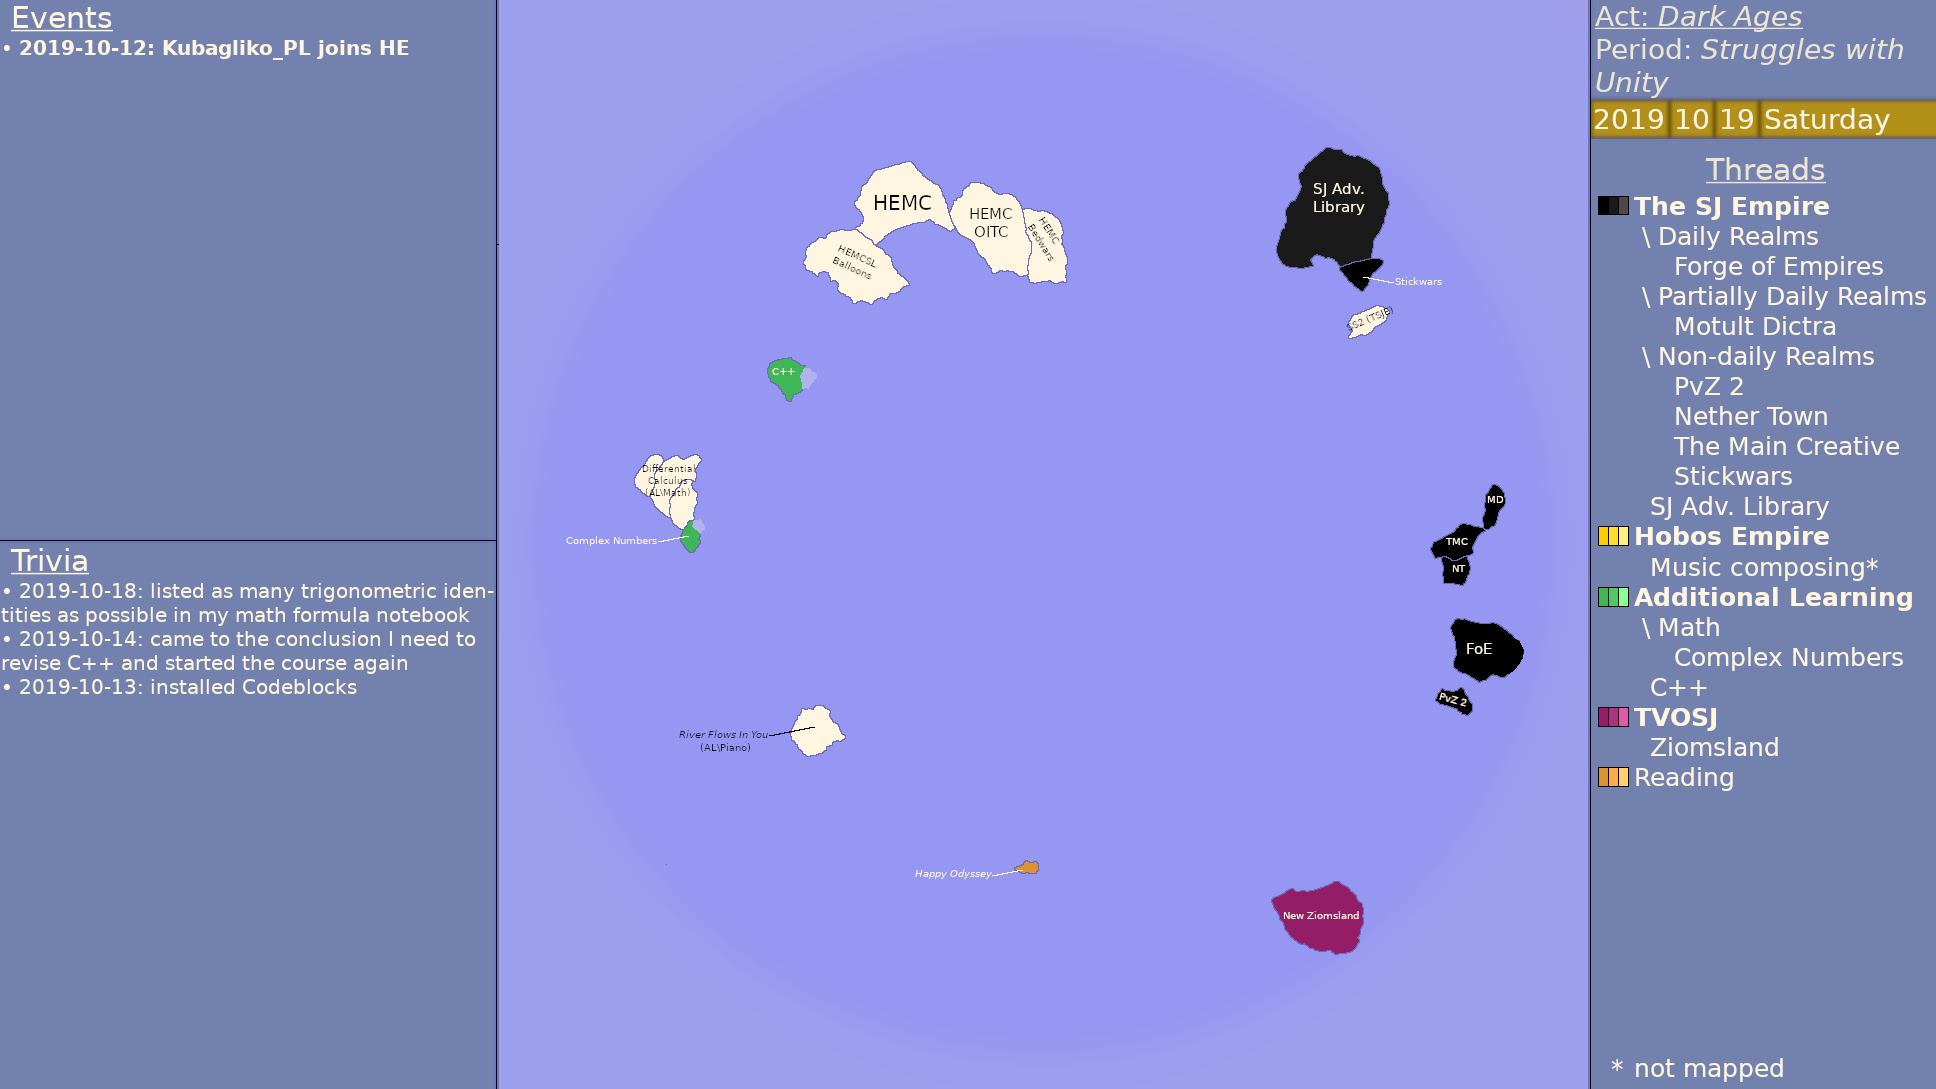 Events
• 2019-10-12: Kubagliko_PL joins HE
Trivia
• 2019-10-18: listed as many trigonometric iden-
tities as possible in my math formula notebook
• 2019-10-14: came to the conclusion I need to
revise C++ and started the course again
• 2019-10-13: installed Codeblocks
HEMC
HEMC
OITC
HEMC
Bedwars
HEMCSL
Balloons
SJ Adv.
Library
Stickwars
S2 (TSJE)
C++
Differential
Calculus
(AL\Math)
Complex Numbers
MD
TMC
NT
FoE
PvZ 2
River Flows In You
(AL\Piano)
Happy Odyssey
New Ziomsland
Act: Dark Ages
Period: Struggles with
Unity
2019 10 19 Saturday
Threads
The SJ Empire
\ Daily Realms
Forge of Empires
\ Partially Daily Realms
Motult Dictra
\ Non-daily Realms
PvZ 2
Nether Town
The Main Creative
Stickwars
SJ Adv. Library
Hobos Empire
Music composing*
Additional Learning
\ Math
Complex Numbers
C++
TVOSJ
Ziomsland
Reading
* not mapped